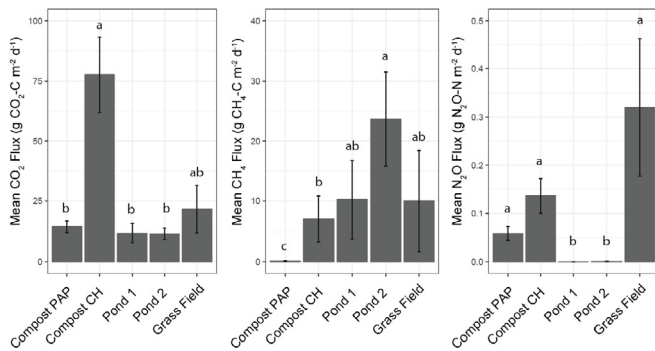 Mean CO₂ Flux (g CO₂-C m⁻² d⁻¹)
100
75
50
25
0
b
a
b
b
ab
Compost PAP
Compost CH
Pond 1
Pond 2
Grass Field
Mean CH₄ Flux (g CH₄-C m⁻² d⁻¹)
40
30
20
10
0
c
b
ab
a
ab
Compost PAP
Compost CH
Pond 1
Pond 2
Grass Field
Mean N₂O Flux (g N₂O-N m⁻² d⁻¹)
0.5
0.4
0.3
0.2
0.1
0.0
a
a
b
b
a
Compost PAP
Compost CH
Pond 1
Pond 2
Grass Field